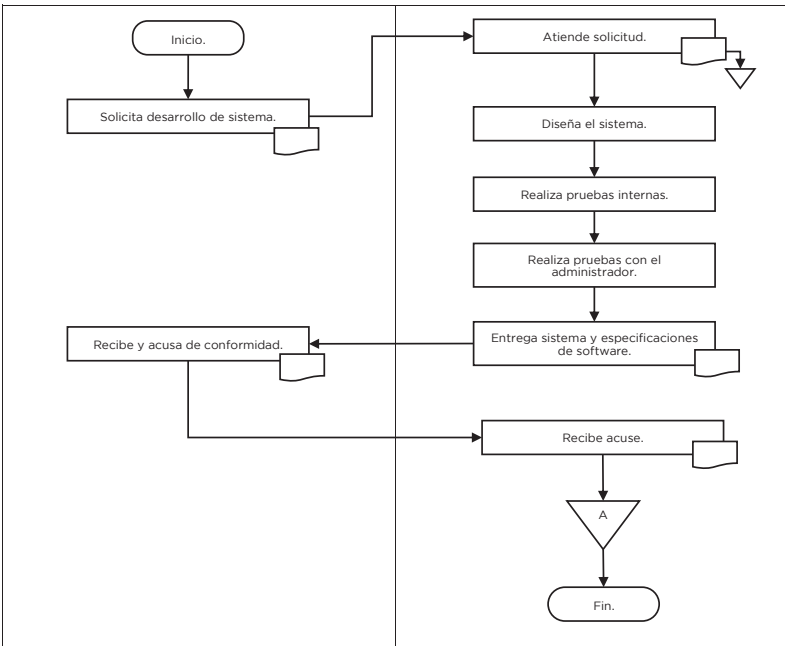 Inicio.
Solicita desarrollo de sistema.
Atiende solicitud.
Diseña el sistema.
Realiza pruebas internas.
Realiza pruebas con el
administrador.
Entrega sistema y especificaciones
de software.
Recibe y acusa de conformidad.
Recibe acuse.
A
Fin.